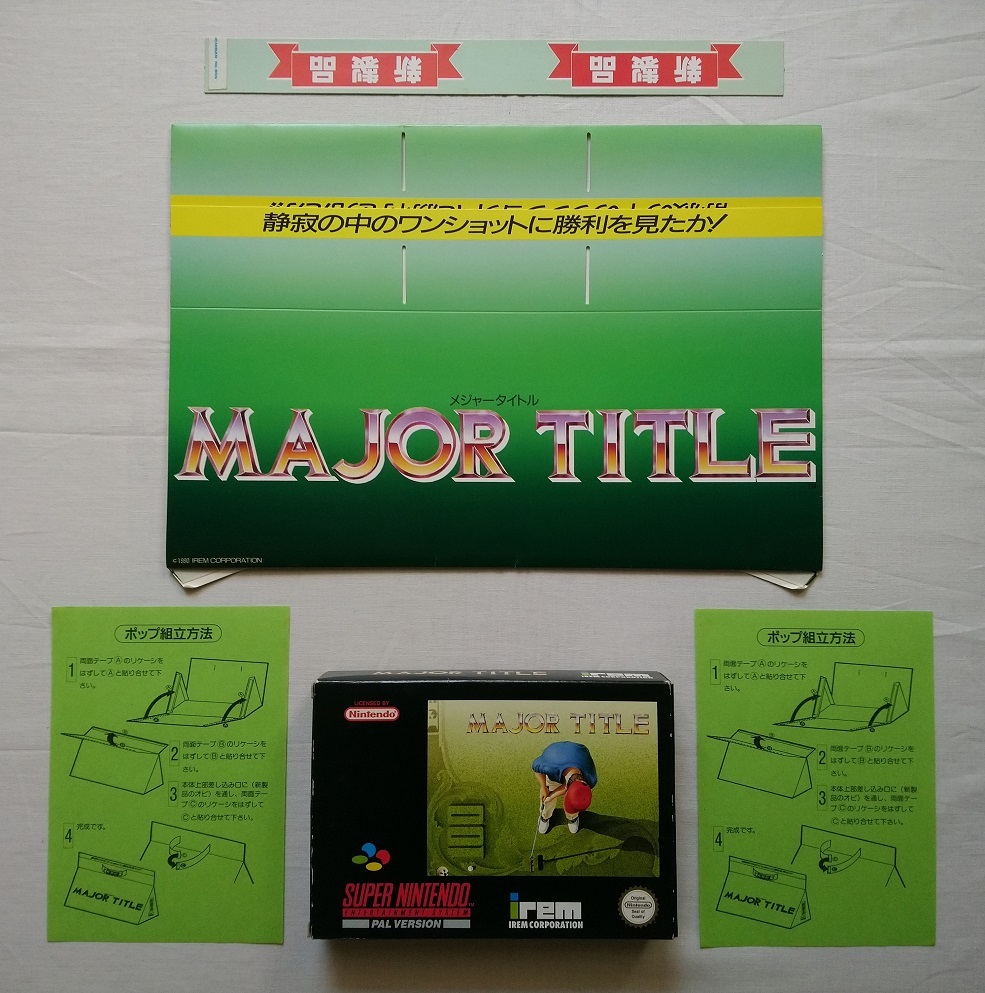 新製品 新製品
静寂の中のワンショットに勝利を見たか!
メジャータイトル
MAJOR TITLE
IREM CORPORATION
ポップ組立方法
1 両面テープⒶのリケーシを
はずしてⒶと貼り合せて下
さい。
2 両面テープⒷのリケーシを
はずしてⒷと貼り合せて下
さい。
3 本体上部差し込み口に(新製
品のオビ)を通し、両面テー
プⒸのリケーシをはずして
Ⓒと貼り合せて下さい。
4 完成です。
MAJOR TITLE
MAJOR TITLE
LICENSED BY
Nintendo
MAJOR TITLE
SUPER NINTENDO
ENTERTAINMENT SYSTEM
PAL VERSION
irem
IREM CORPORATION
Original
Nintendo
Seal of
Quality
ポップ組立方法
1 両面テープⒶのリケーシを
はずしてⒶと貼り合せて下
さい。
2 両面テープⒷのリケーシを
はずしてⒷと貼り合せて下
さい。
3 本体上部差し込み口に(新製
品のオビ)を通し、両面テー
プⒸのリケーシをはずして
Ⓒと貼り合せて下さい。
4 完成です。
MAJOR TITLE